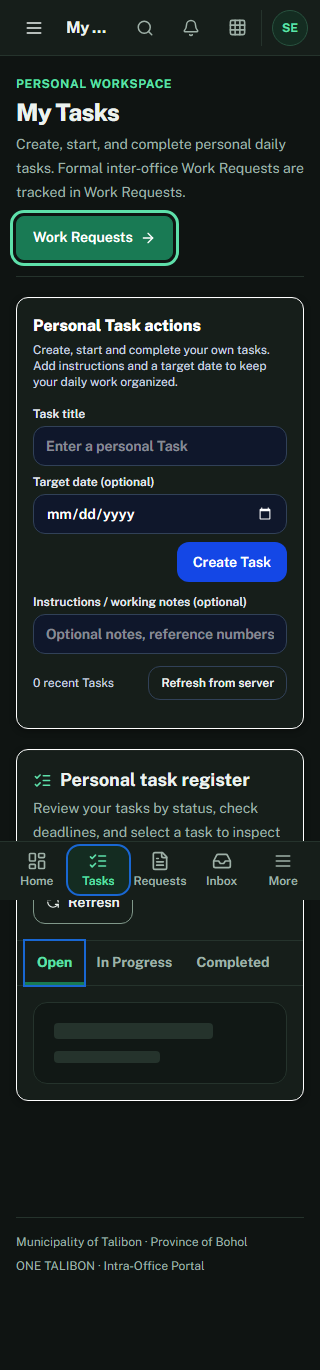 My ...
SE
PERSONAL WORKSPACE
My Tasks
Create, start, and complete personal daily
tasks. Formal inter-office Work Requests are
tracked in Work Requests.
Work Requests →
Personal Task actions
Create, start and complete your own tasks.
Add instructions and a target date to keep
your daily work organized.
Task title
Enter a personal Task
Target date (optional)
mm/dd/yyyy
Create Task
Instructions / working notes (optional)
Optional notes, reference numbers
0 recent Tasks
Refresh from server
Personal task register
Review your tasks by status, check
deadlines, and select a task to inspect
Home
Tasks
Requests
Inbox
More
Refresh
Open
In Progress
Completed
Municipality of Talibon · Province of Bohol
ONE TALIBON · Intra-Office Portal